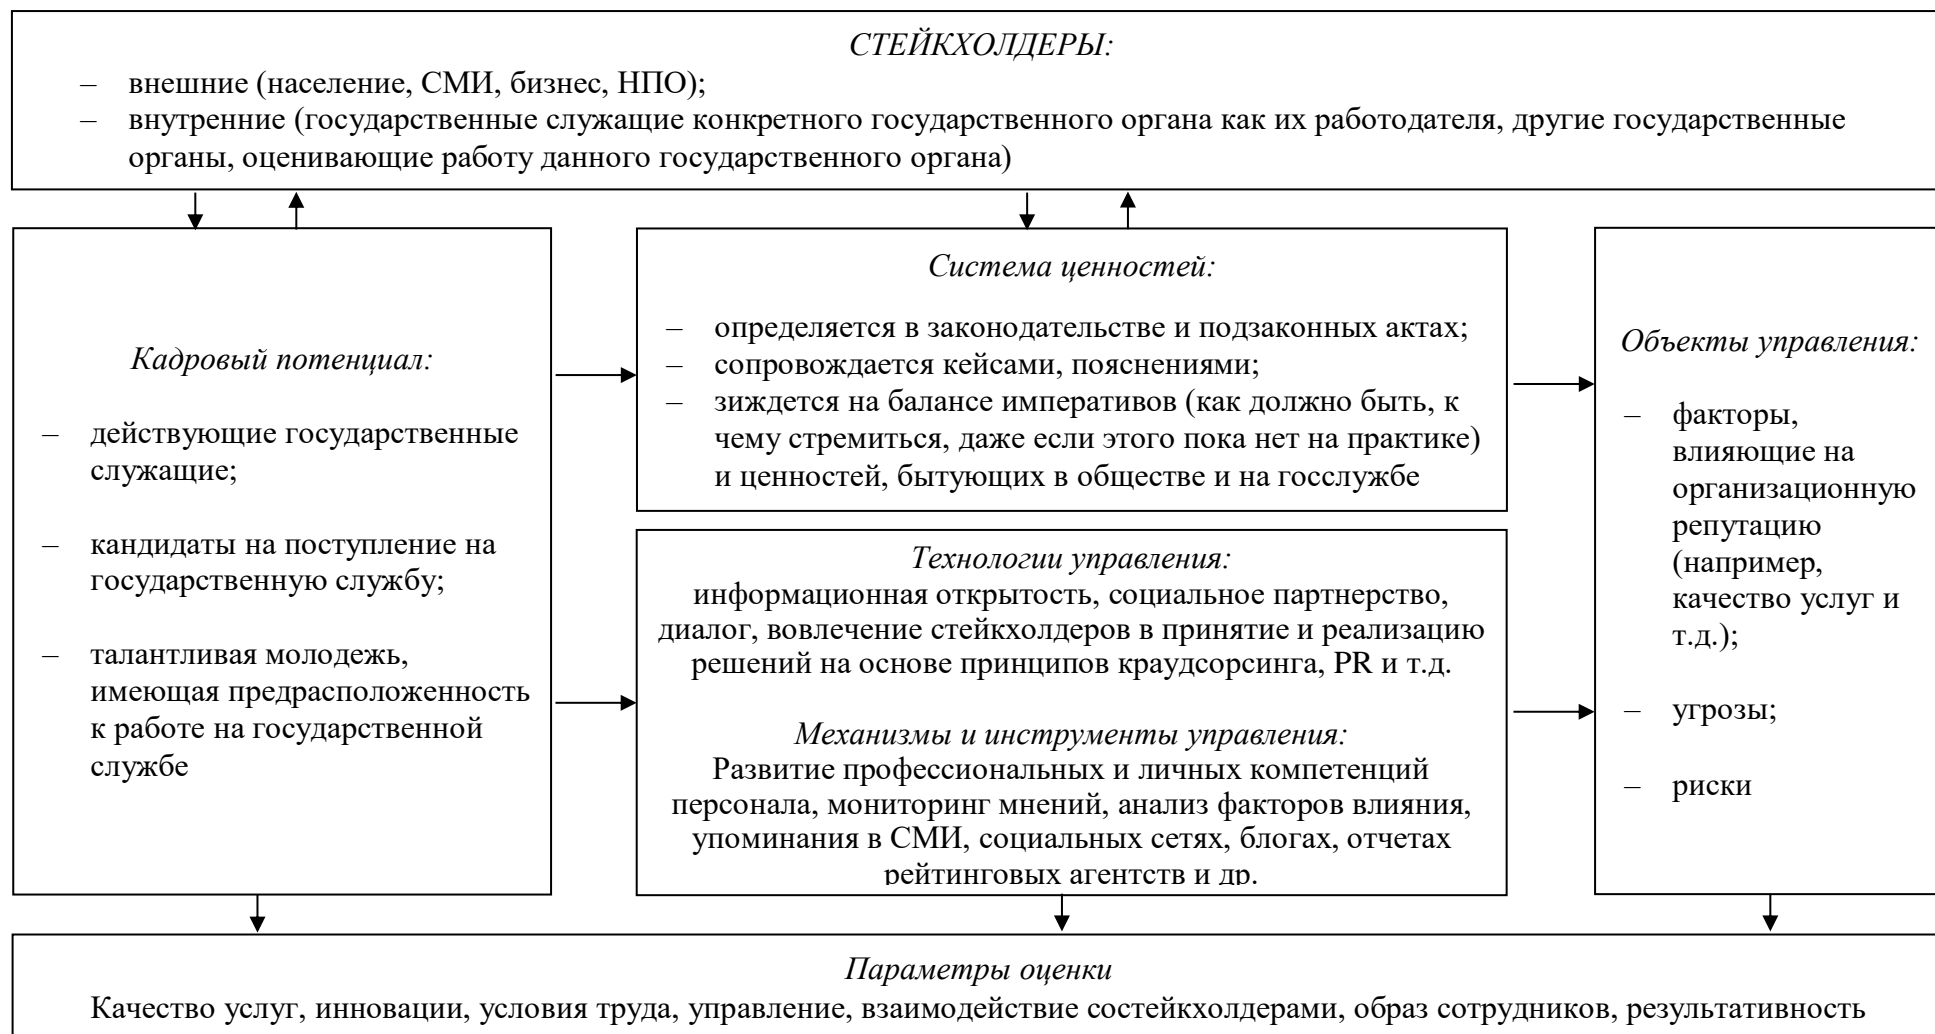 СТЕЙКХОЛДЕРЫ:
– внешние (население, СМИ, бизнес, НПО);
– внутренние (государственные служащие конкретного государственного органа как их работодателя, другие государственные
органы, оценивающие работу данного государственного органа)
Кадровый потенциал:
– действующие государственные
служащие;
– кандидаты на поступление на
государственную службу;
– талантливая молодежь,
имеющая предрасположенность
к работе на государственной
службе
Система ценностей:
– определяется в законодательстве и подзаконных актах;
– сопровождается кейсами, пояснениями;
– зиждется на балансе императивов (как должно быть, к
чему стремиться, даже если этого пока нет на практике)
и ценностей, бытующих в обществе и на госслужбе
Технологии управления:
информационная открытость, социальное партнерство,
диалог, вовлечение стейкхолдеров в принятие и реализацию
решений на основе принципов краудсорсинга, PR и т.д.
Механизмы и инструменты управления:
Развитие профессиональных и личных компетенций
персонала, мониторинг мнений, анализ факторов влияния,
упоминания в СМИ, социальных сетях, блогах, отчетах
рейтинговых агентств и др.
Объекты управления:
– факторы,
влияющие на
организационную
репутацию
(например,
качество услуг и
т.д.);
– угрозы;
– риски
Параметры оценки
Качество услуг, инновации, условия труда, управление, взаимодействие состейкхолдерами, образ сотрудников, результативность